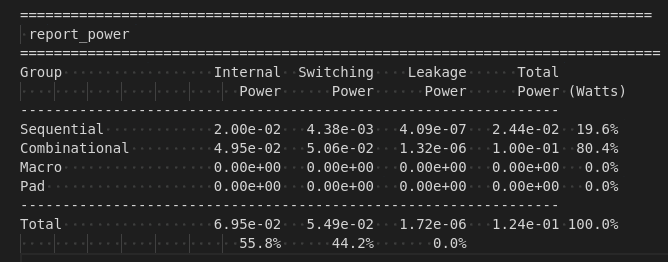 ===========================================================================
report_power
============================================================================
Group                  Internal  Switching    Leakage      Total
                          Power      Power      Power      Power (Watts)
----------------------------------------------------------------
Sequential             2.00e-02   4.38e-03   4.09e-07   2.44e-02  19.6%
Combinational          4.95e-02   5.06e-02   1.32e-06   1.00e-01  80.4%
Macro                  0.00e+00   0.00e+00   0.00e+00   0.00e+00   0.0%
Pad                    0.00e+00   0.00e+00   0.00e+00   0.00e+00   0.0%
----------------------------------------------------------------
Total                  6.95e-02   5.49e-02   1.72e-06   1.24e-01 100.0%
                          55.8%      44.2%       0.0%